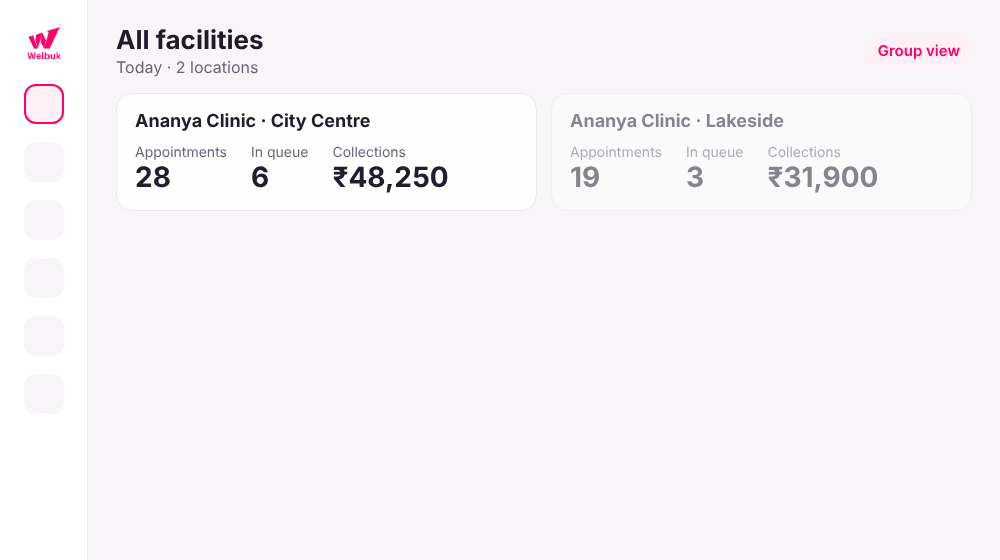 Welbuk
All facilities
Today · 2 locations
Group view
Ananya Clinic · City Centre
Appointments In queue Collections
28 6 ₹48,250
Ananya Clinic · Lakeside
Appointments In queue Collections
19 3 ₹31,900